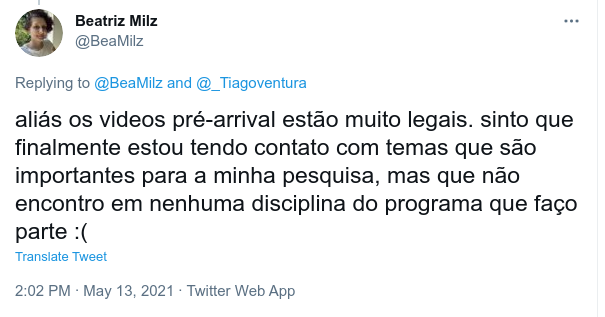 Beatriz Milz
@BeaMilz
Replying to @BeaMilz and @_Tiagoventura
aliás os videos pré-arrival estão muito legais. sinto que
finalmente estou tendo contato com temas que são
importantes para a minha pesquisa, mas que não
encontro em nenhuma disciplina do programa que faço
parte :(
Translate Tweet
2:02 PM · May 13, 2021 · Twitter Web App